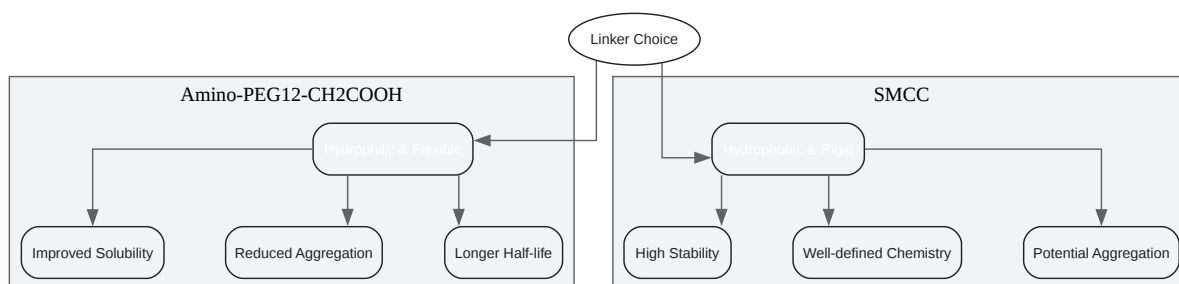 Linker Choice
Amino-PEG12-CH2COOH
SMCC
Hydrophilic & Flexible
Hydrophobic & Rigid
Improved Solubility
Reduced Aggregation
Longer Half-life
High Stability
Well-defined Chemistry
Potential Aggregation